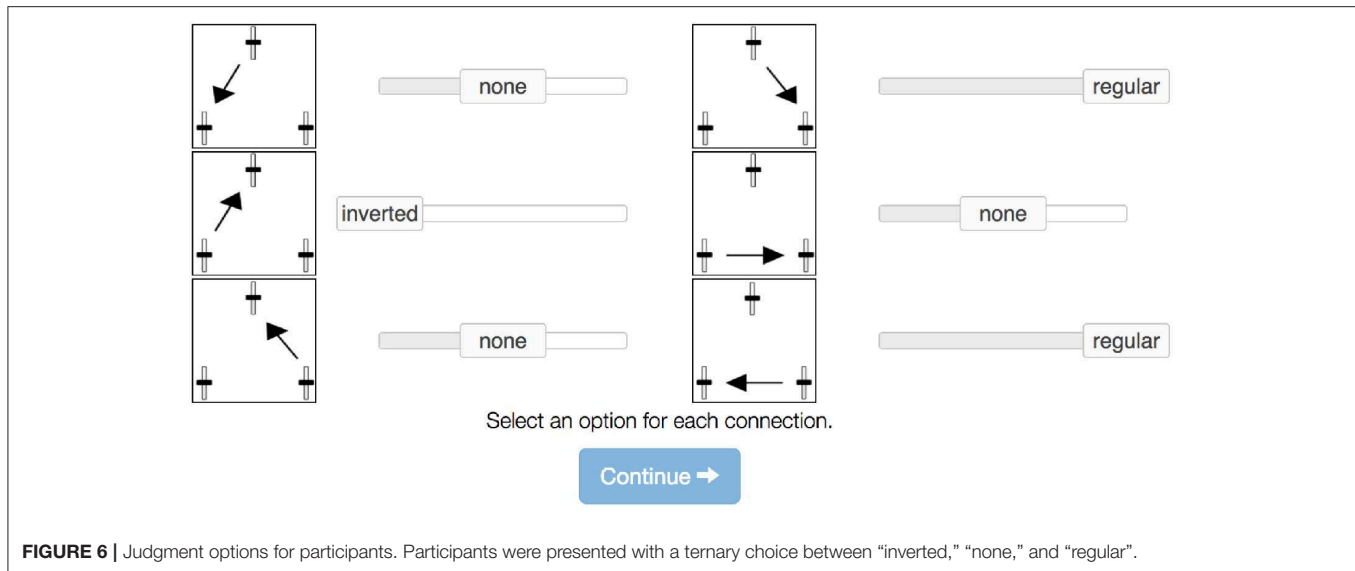 none
regular
inverted
none
none
regular
Select an option for each connection.
Continue
FIGURE 6 | Judgment options for participants. Participants were presented with a ternary choice between “inverted,” “none,” and “regular”.